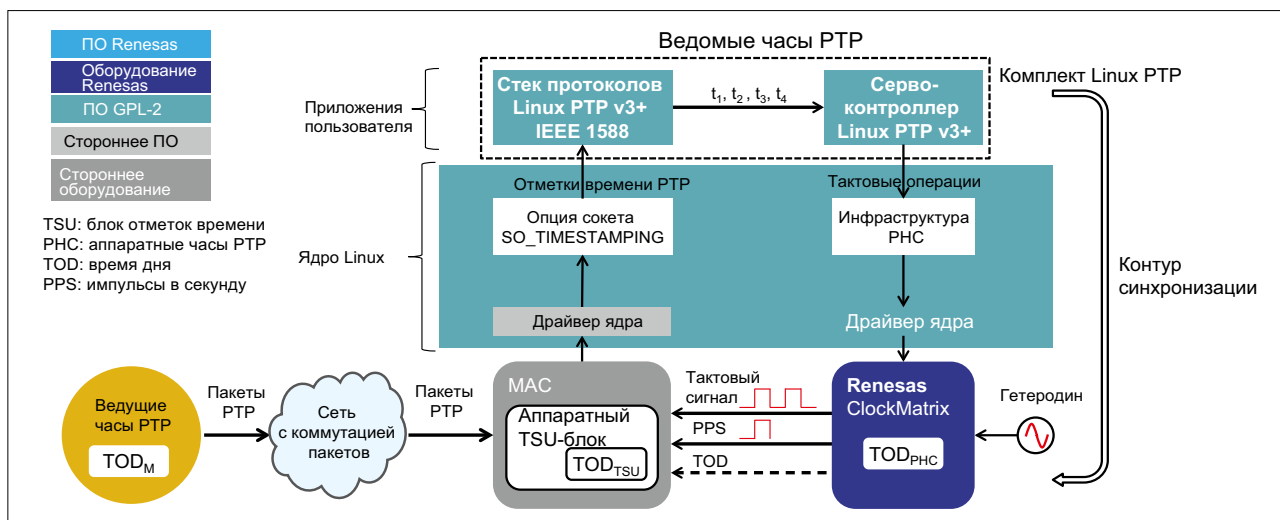 ПО Renesas
Оборудование
Renesas
ПО GPL-2
Стороннее ПО
Стороннее
оборудование
TSU: блок отметок времени
PHC: аппаратные часы PTP
TOD: время дня
PPS: импульсы в секунду
Ведомые часы PTP
Комплект Linux PTP
Приложения
пользователя
Стек протоколов
Linux PTP v3+
IEEE 1588
t1, t2 , t3, t4
Серво-
контроллер
Linux PTP v3+
Ядро Linux
Отметки времени PTP
Опция сокета
SO_TIMESTAMPING
Драйвер ядра
Тактовые операции
Инфраструктура
PHC
Драйвер ядра
Контур
синхронизации
Ведущие
часы PTP
TODM
Пакеты
PTP
Сеть
с коммутацией
пакетов
Пакеты
PTP
MAC
Аппаратный
TSU-блок
TODTSU
Тактовый
сигнал
PPS
TOD
Renesas
ClockMatrix
TODPHC
Гетеродин